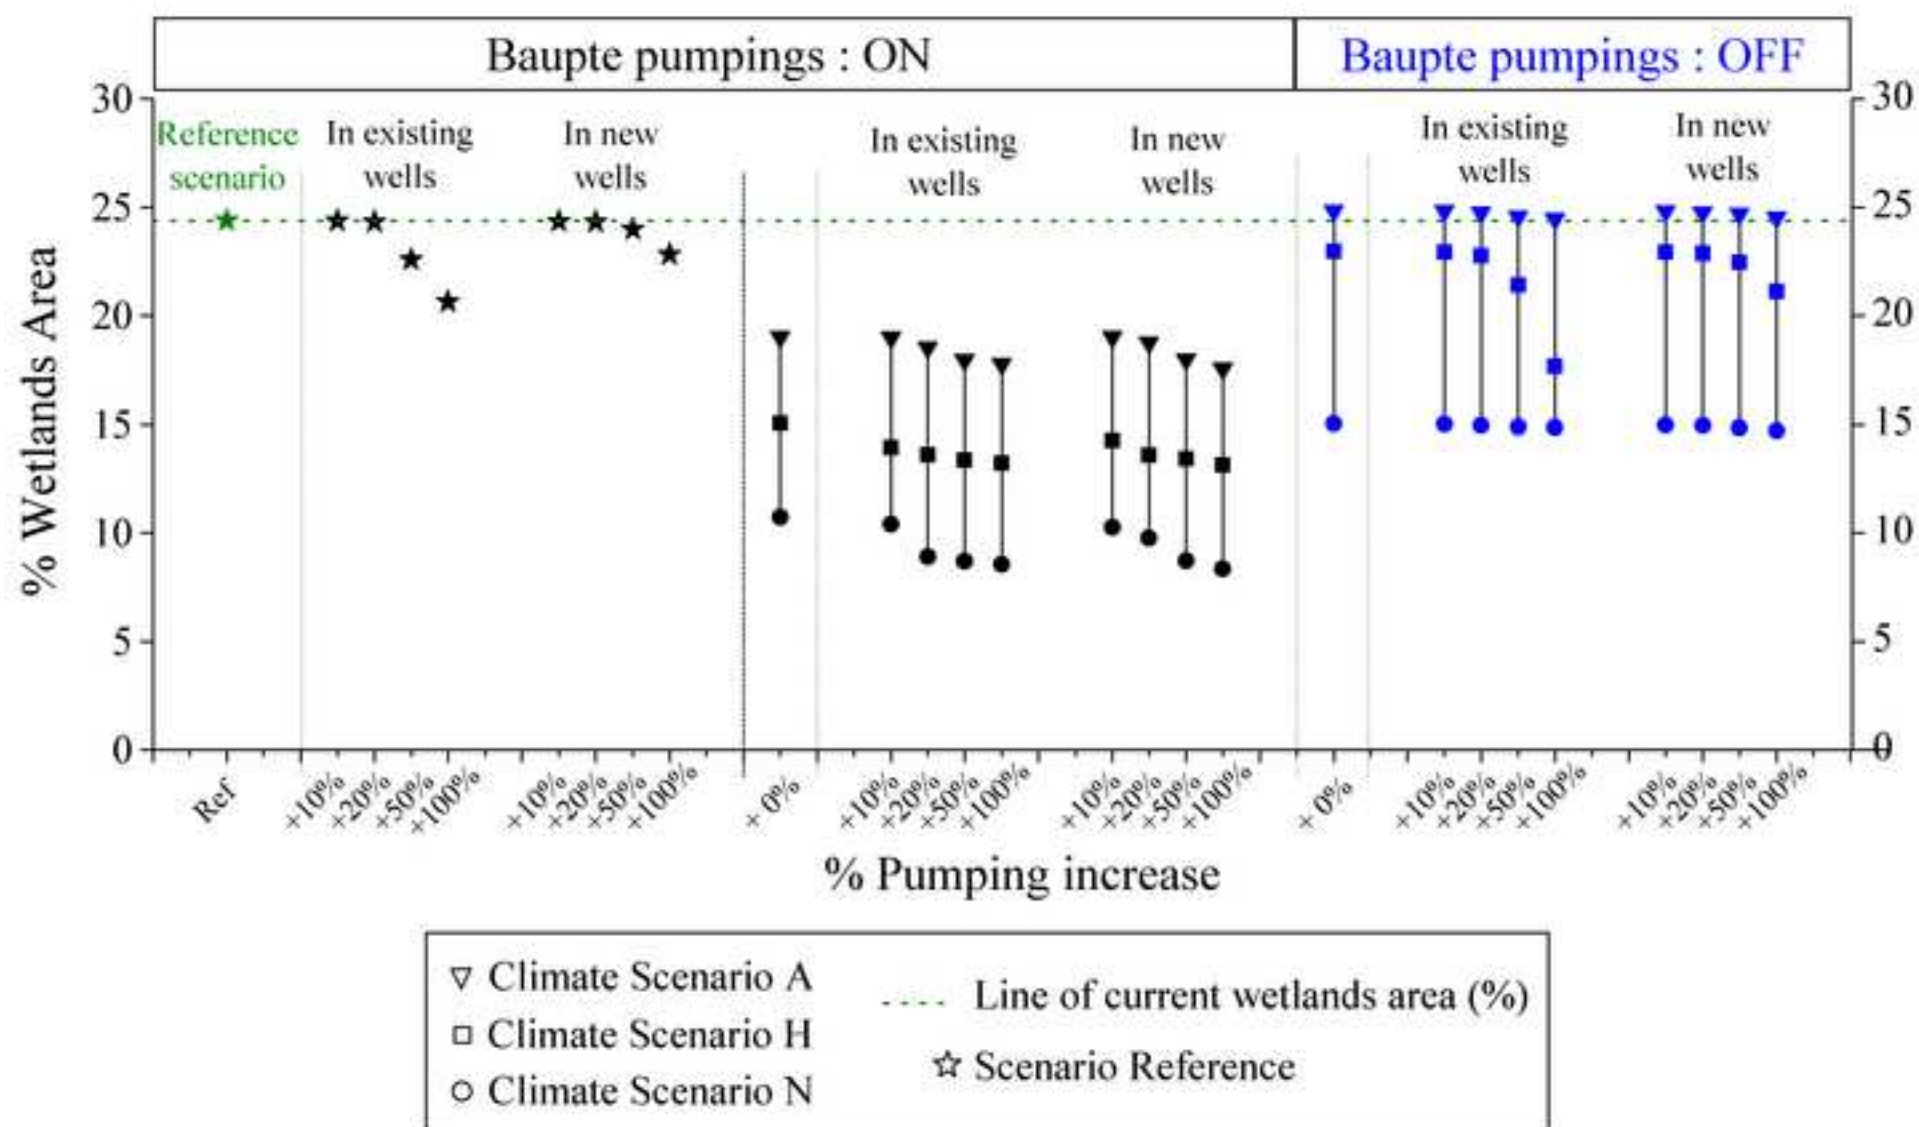 Baupte pumpings : ON
Baupte pumpings : OFF
Reference
scenario
In existing
wells
In new
wells
In existing
wells
In new
wells
In existing
wells
In new
wells
30
25
20
15
10
5
0
30
25
20
15
10
5
0
% Wetlands Area
Ref
+10%
+20%
+50%
+100%
+10%
+20%
+50%
+100%
+ 0%
+10%
+20%
+50%
+100%
+10%
+20%
+50%
+100%
+ 0%
+10%
+20%
+50%
+100%
+10%
+20%
+50%
+100%
% Pumping increase
Climate Scenario A
Climate Scenario H
Climate Scenario N
Line of current wetlands area (%)
Scenario Reference